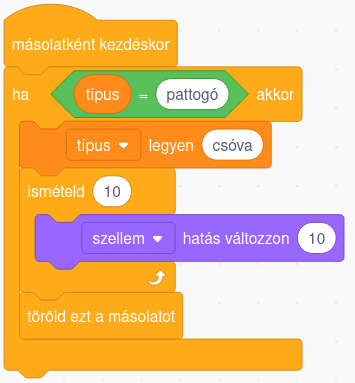 másolatként kezdéskor
ha típus = pattogó akkor
típus legyen csóva
ismételd 10
szellem hatás változzon 10
töröld ezt a másolatot